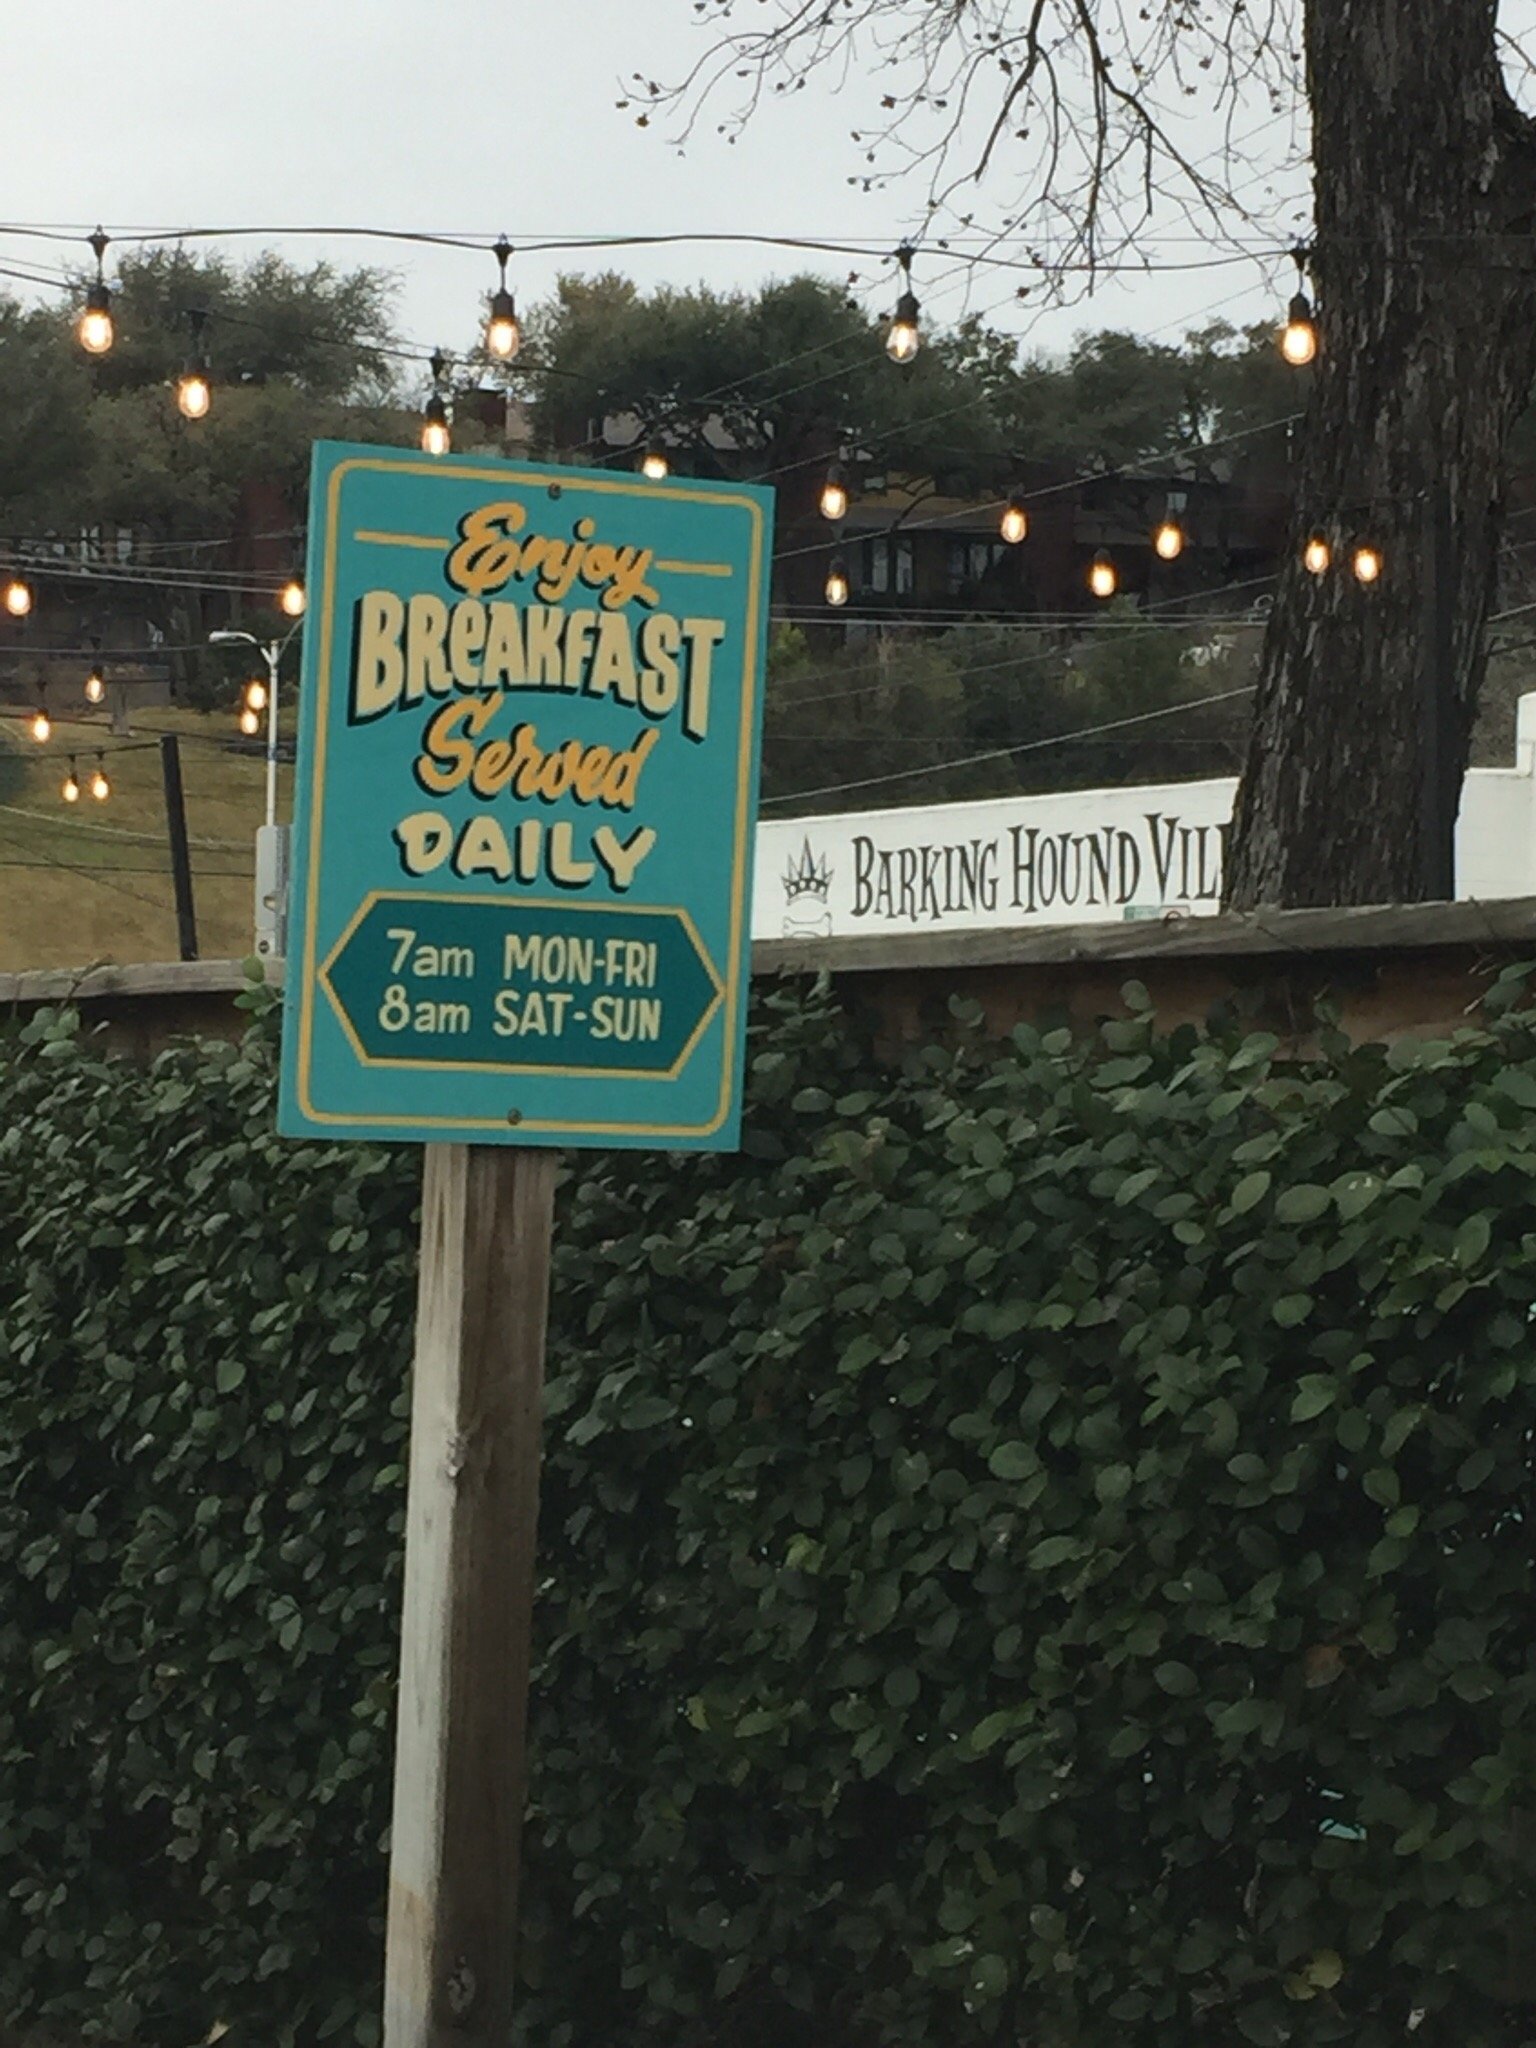 Enjoy
BREAKFAST
Served
DAILY
7am MON-FRI
8am SAT-SUN
BARKING HOUND VIL